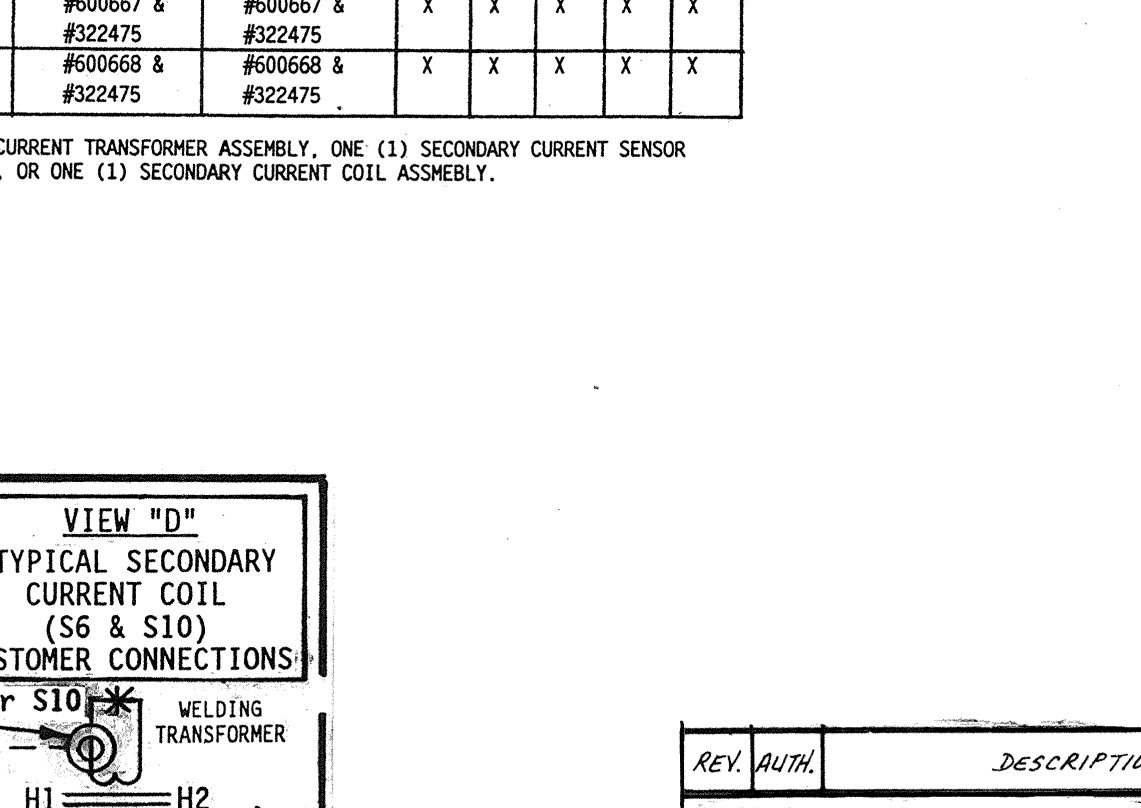 #600667 & #600667 & X X X X X
#322475 #322475
#600668 & #600668 & X X X X X
#322475 #322475
CURRENT TRANSFORMER ASSEMBLY, ONE (1) SECONDARY CURRENT SENSOR
, OR ONE (1) SECONDARY CURRENT COIL ASSMEBLY.
VIEW "D"
TYPICAL SECONDARY
CURRENT COIL
(S6 & S10)
STOMER CONNECTIONS
r S10
WELDING
TRANSFORMER
H1 H2
REV. AUTH. DESCRIPTIO